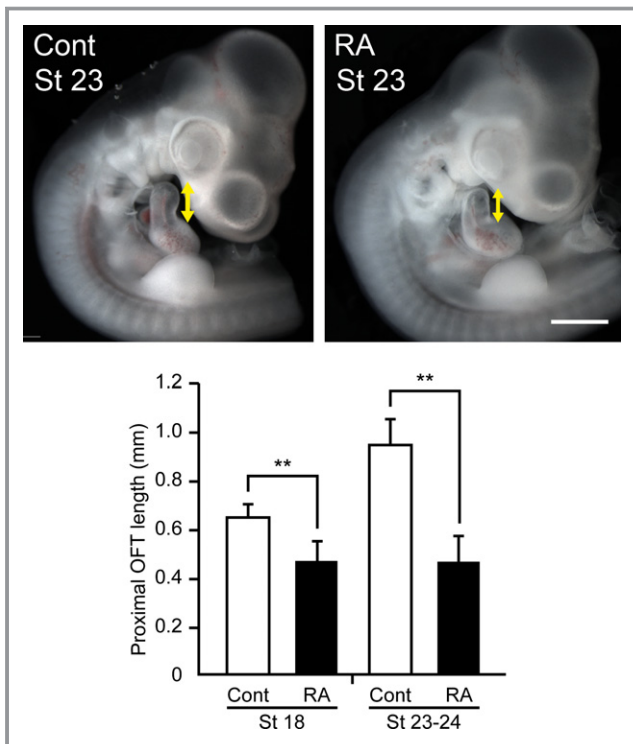 Cont
St 23
RA
St 23
Proximal OFT length (mm)
1.2
1.0
0.8
0.6
0.4
0.2
0
**
**
Cont RA Cont RA
St 18 St 23-24